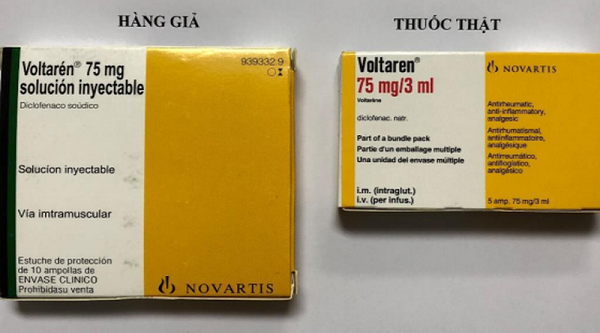 HÀNG GIẢ
THUỐC THẬT
Voltarén® 75 mg
solución inyectable
Diclofenaco soúdico
Solucíon inyectable
Vía imtramuscular
Estuche de protección
de 10 ampollas de
ENVASE CLINICO
Prohibidasu venta
939332.9
NOVARTIS
Voltaren®
75 mg/3 ml
Voltarène
diclofenac. natr.
Part of a bundle pack
Partie d'un emballage multiple
Una unidad del envase múltiple
i.m. (intraglut.)
i.v. (per infus.)
NOVARTIS
Antirheumatic,
anti-inflammatory,
analgesic
Antirhumatismal,
antiinflammatoire,
analgésique
Antirreumático,
antiflogístico,
analgésico
5 amp. 75 mg/3 ml